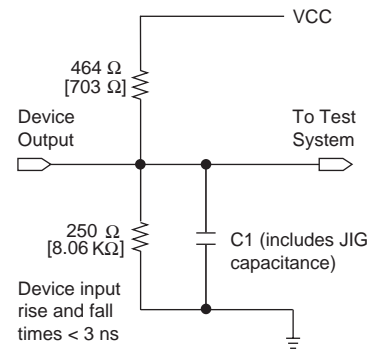 VCC
464 Ω
[703 Ω]
Device
Output
To Test
System
250 Ω
[8.06 KΩ]
C1 (includes JIG
capacitance)
Device input
rise and fall
times < 3 ns